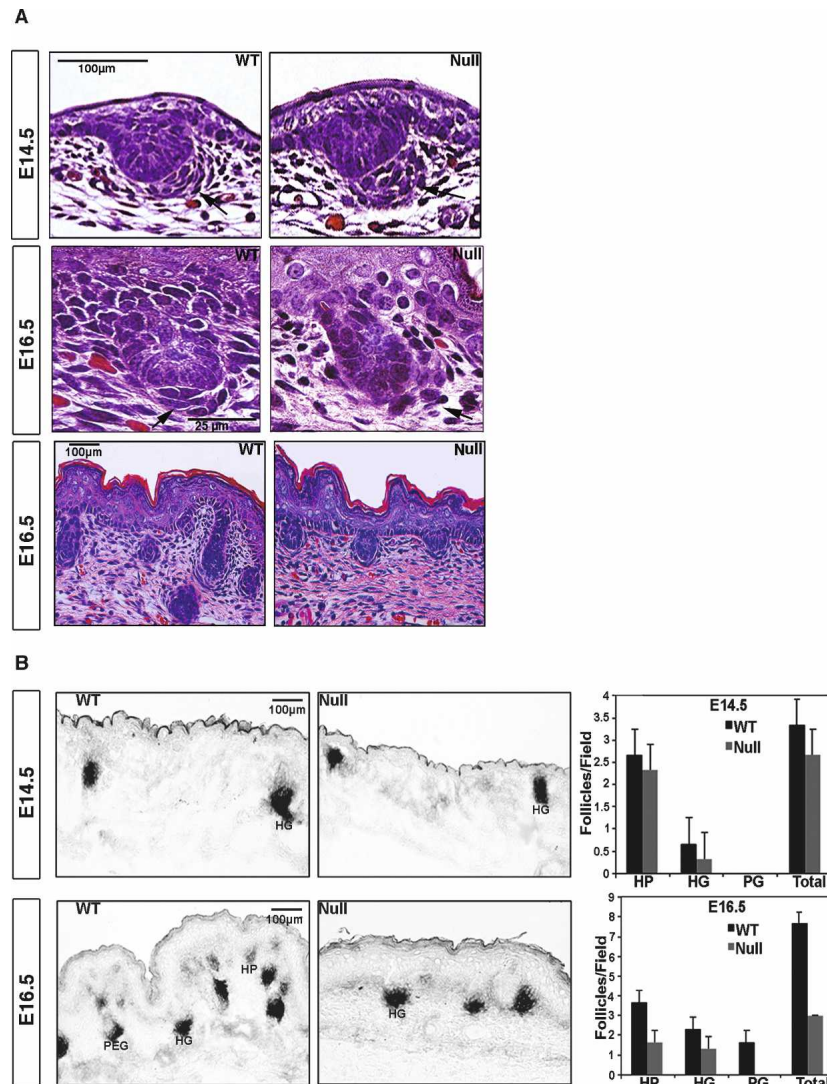 A
E14.5
WT
100µm
Null
E16.5
WT
25 µm
Null
E16.5
WT
100µm
Null
B
E14.5
WT
100µm
HG
Null
HG
Follicles/Field
4
3.5
3
2.5
2
1.5
1
0.5
0
E14.5
WT
Null
HP HG PG Total
E16.5
WT
100µm
HP
PEG
HG
Null
HG
Follicles/Field
9
8
7
6
5
4
3
2
1
0
E16.5
WT
Null
HP HG PG Total